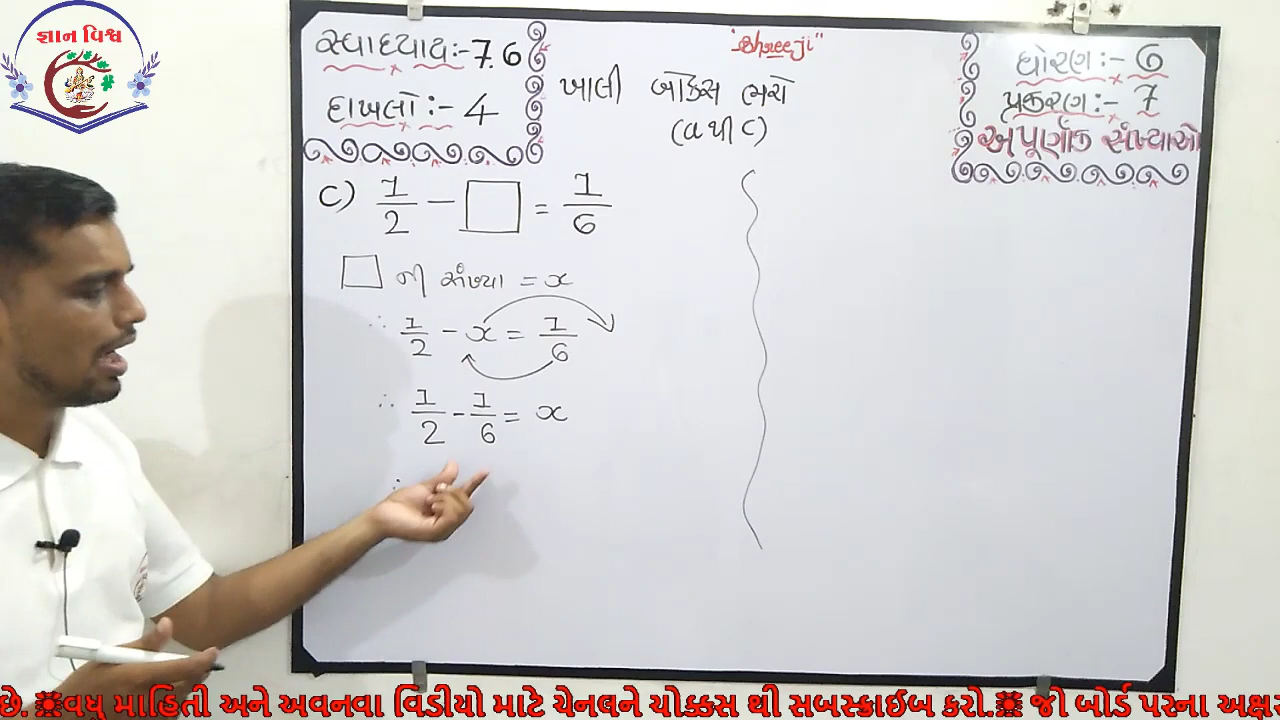 જ્ઞાન વિશ્વ
સ્વાધ્યાય:- 7.6
દાખલો:- 4
"Shreeji"
ખાલી બોક્સ ભરો
(a થી c)
ધોરણ:- 6
પ્રકરણ:- 7
અપૂર્ણાંક સંખ્યાઓ
c) 1/2 - □ = 1/6
□ ની સંખ્યા = x
∴ 1/2 - x = 1/6
∴ 1/2 - 1/6 = x
∴
છે. વધુ માહિતી અને અવનવા વિડીયો માટે ચેનલને ચોક્કસ થી સબસ્ક્રાઇબ કરો. જો બોર્ડ પરના અક્ષર